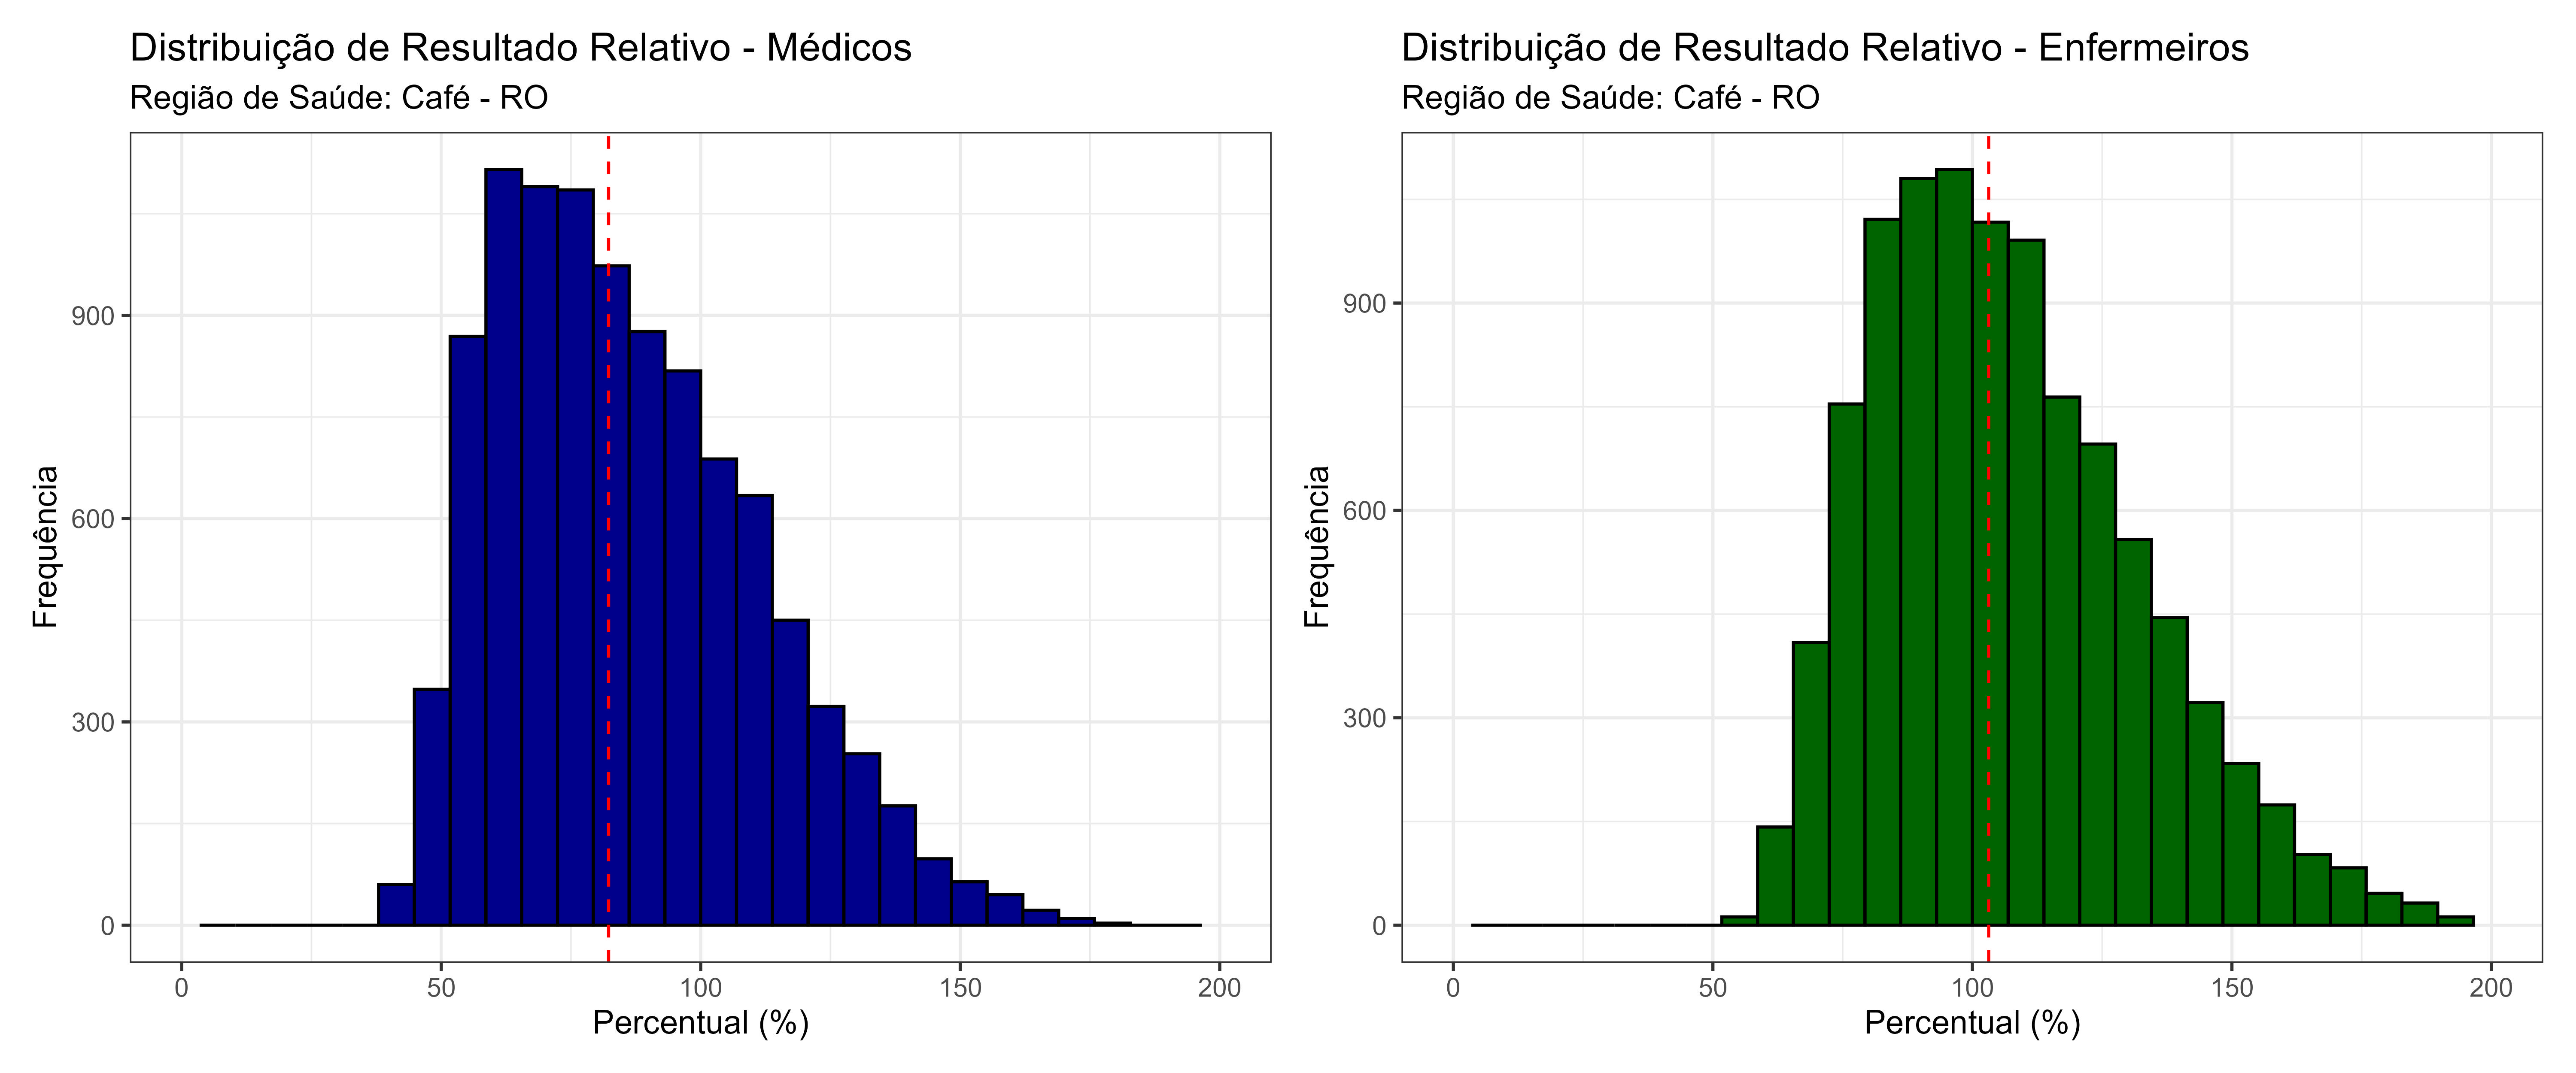 Distribuição de Resultado Relativo - Médicos
Região de Saúde: Café - RO
Frequência
900
600
300
0
0 50 100 150 200
Percentual (%)
Distribuição de Resultado Relativo - Enfermeiros
Região de Saúde: Café - RO
Frequência
900
600
300
0
0 50 100 150 200
Percentual (%)